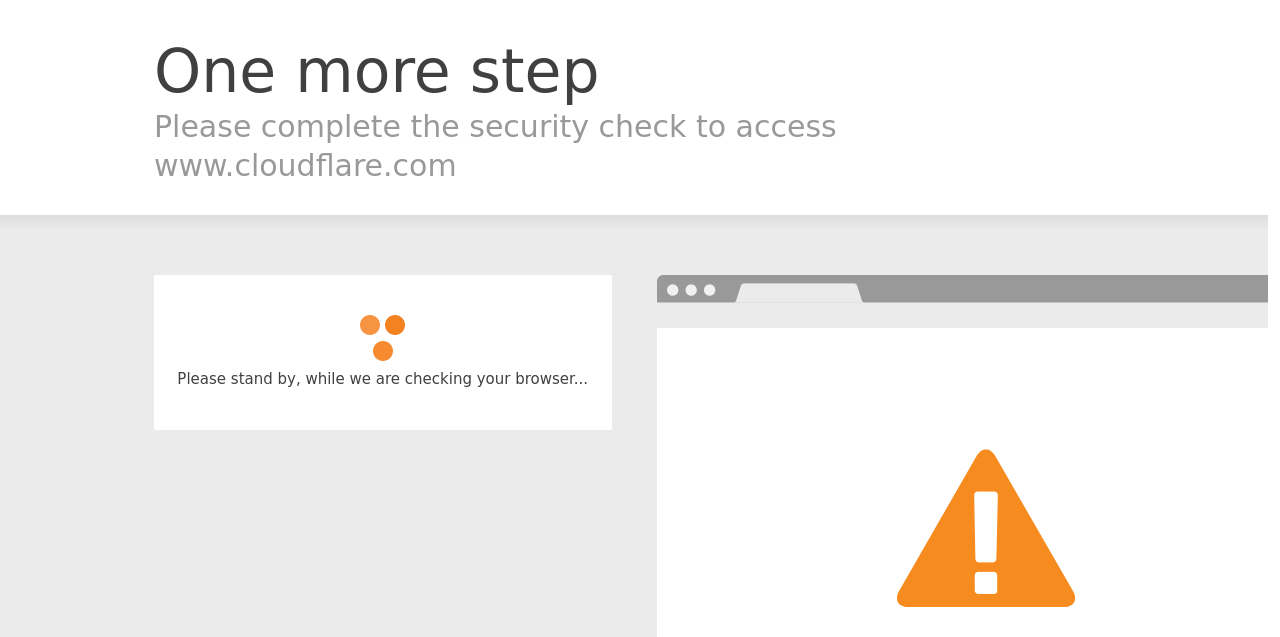 One more step
Please complete the security check to access
www.cloudflare.com
Please stand by, while we are checking your browser...